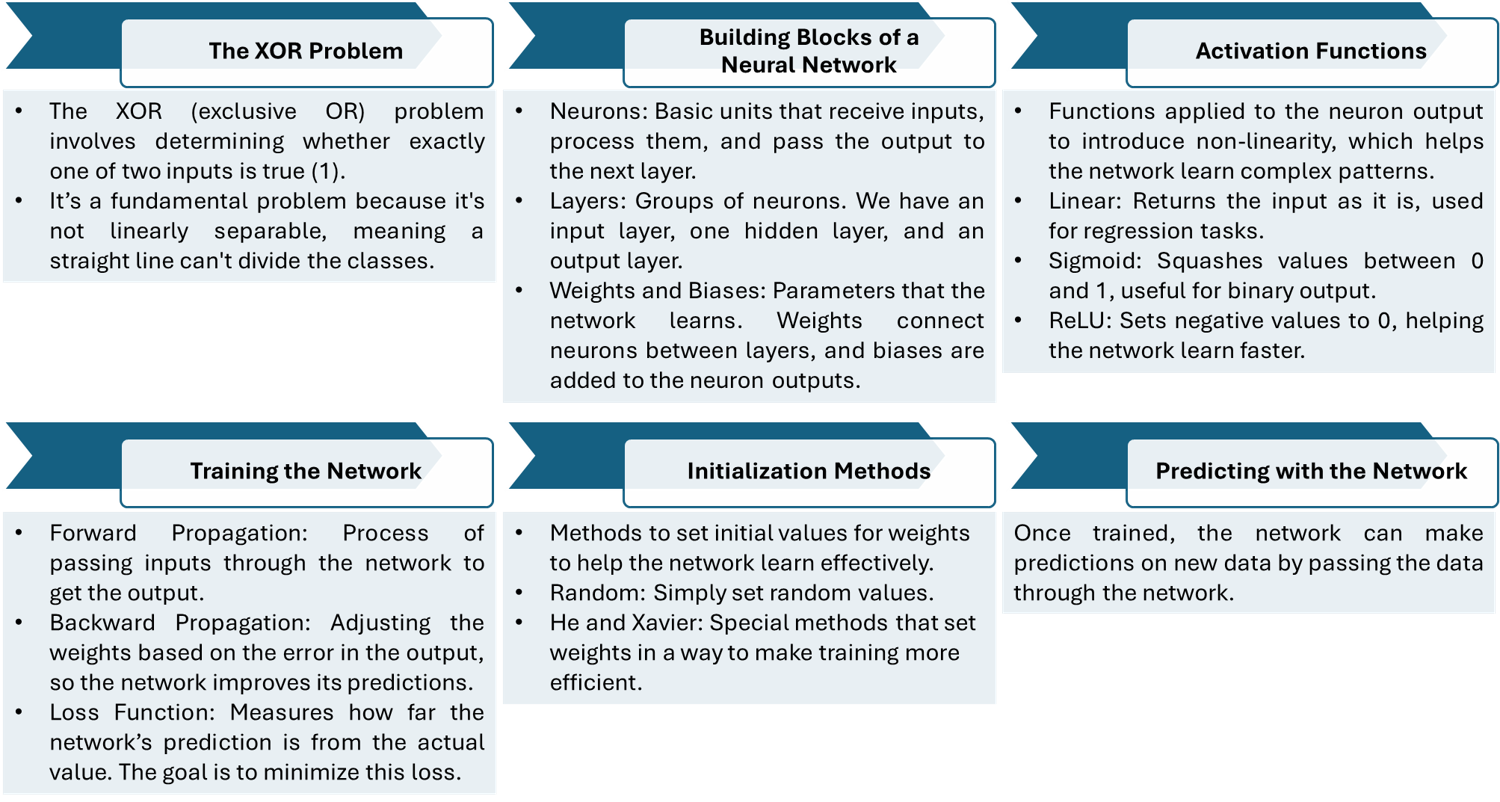 The XOR Problem
• The XOR (exclusive OR) problem
involves determining whether exactly
one of two inputs is true (1).
• It’s a fundamental problem because it's
not linearly separable, meaning a
straight line can't divide the classes.
Building Blocks of a
Neural Network
• Neurons: Basic units that receive inputs,
process them, and pass the output to
the next layer.
• Layers: Groups of neurons. We have an
input layer, one hidden layer, and an
output layer.
• Weights and Biases: Parameters that the
network learns. Weights connect
neurons between layers, and biases are
added to the neuron outputs.
Activation Functions
• Functions applied to the neuron output
to introduce non-linearity, which helps
the network learn complex patterns.
• Linear: Returns the input as it is, used
for regression tasks.
• Sigmoid: Squashes values between 0
and 1, useful for binary output.
• ReLU: Sets negative values to 0, helping
the network learn faster.
Training the Network
• Forward Propagation: Process of
passing inputs through the network to
get the output.
• Backward Propagation: Adjusting the
weights based on the error in the output,
so the network improves its predictions.
• Loss Function: Measures how far the
network’s prediction is from the actual
value. The goal is to minimize this loss.
Initialization Methods
• Methods to set initial values for weights
to help the network learn effectively.
• Random: Simply set random values.
• He and Xavier: Special methods that set
weights in a way to make training more
efficient.
Predicting with the Network
Once trained, the network can make
predictions on new data by passing the data
through the network.